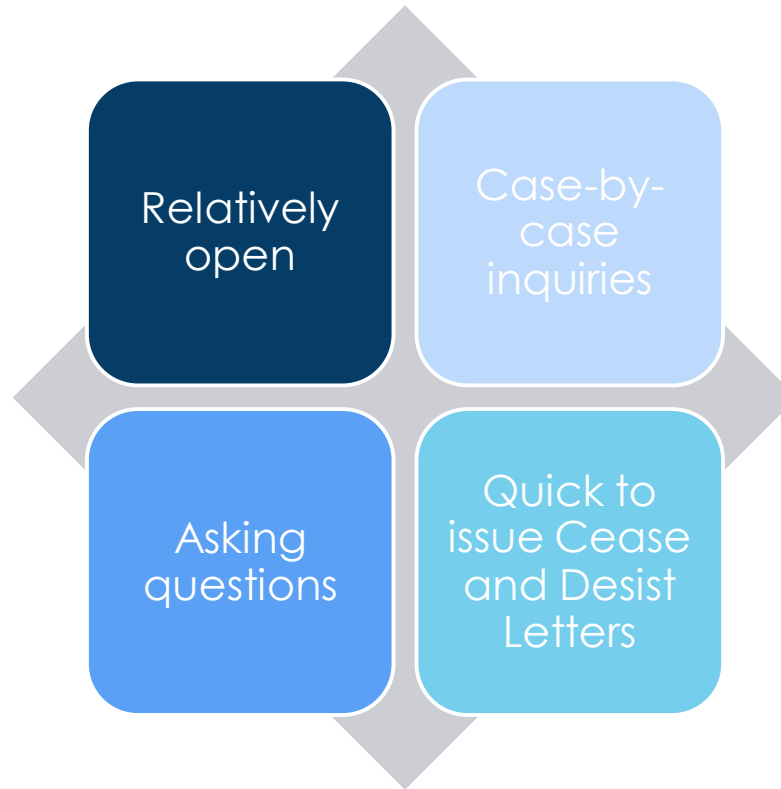 Relatively
open
Case-by-
case
inquiries
Asking
questions
Quick to
issue Cease
and Desist
Letters